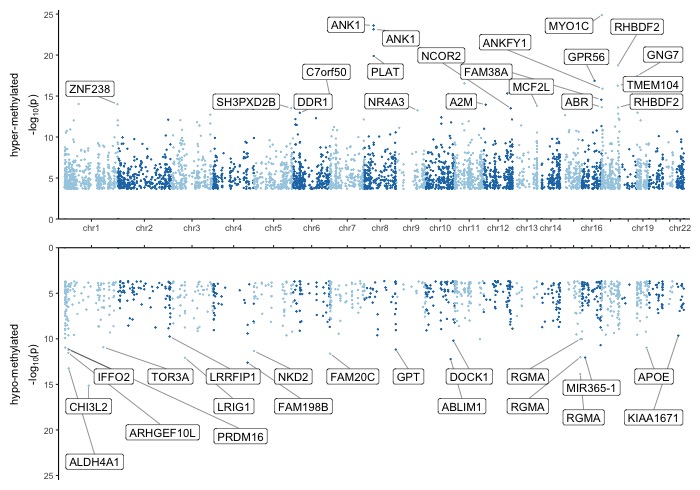 25
20
15
10
5
0
hyper-methylated
-log10(p)
ANK1
ANK1
PLAT
MYO1C
RHBDF2
ANKFY1
NCOR2
GPR56
GNG7
C7orf50
FAM38A
ZNF238
MCF2L
TMEM104
SH3PXD2B
DDR1
NR4A3
A2M
ABR
RHBDF2
chr1 chr2 chr3 chr4 chr5 chr6 chr7 chr8 chr9 chr10 chr11 chr12 chr13 chr14 chr16 chr19 chr22
0
5
10
15
20
25
hypo-methylated
-log10(p)
IFFO2
TOR3A
LRRFIP1
NKD2
FAM20C
GPT
DOCK1
RGMA
APOE
MIR365-1
CHI3L2
LRIG1
FAM198B
ABLIM1
RGMA
RGMA
KIAA1671
ARHGEF10L
PRDM16
ALDH4A1